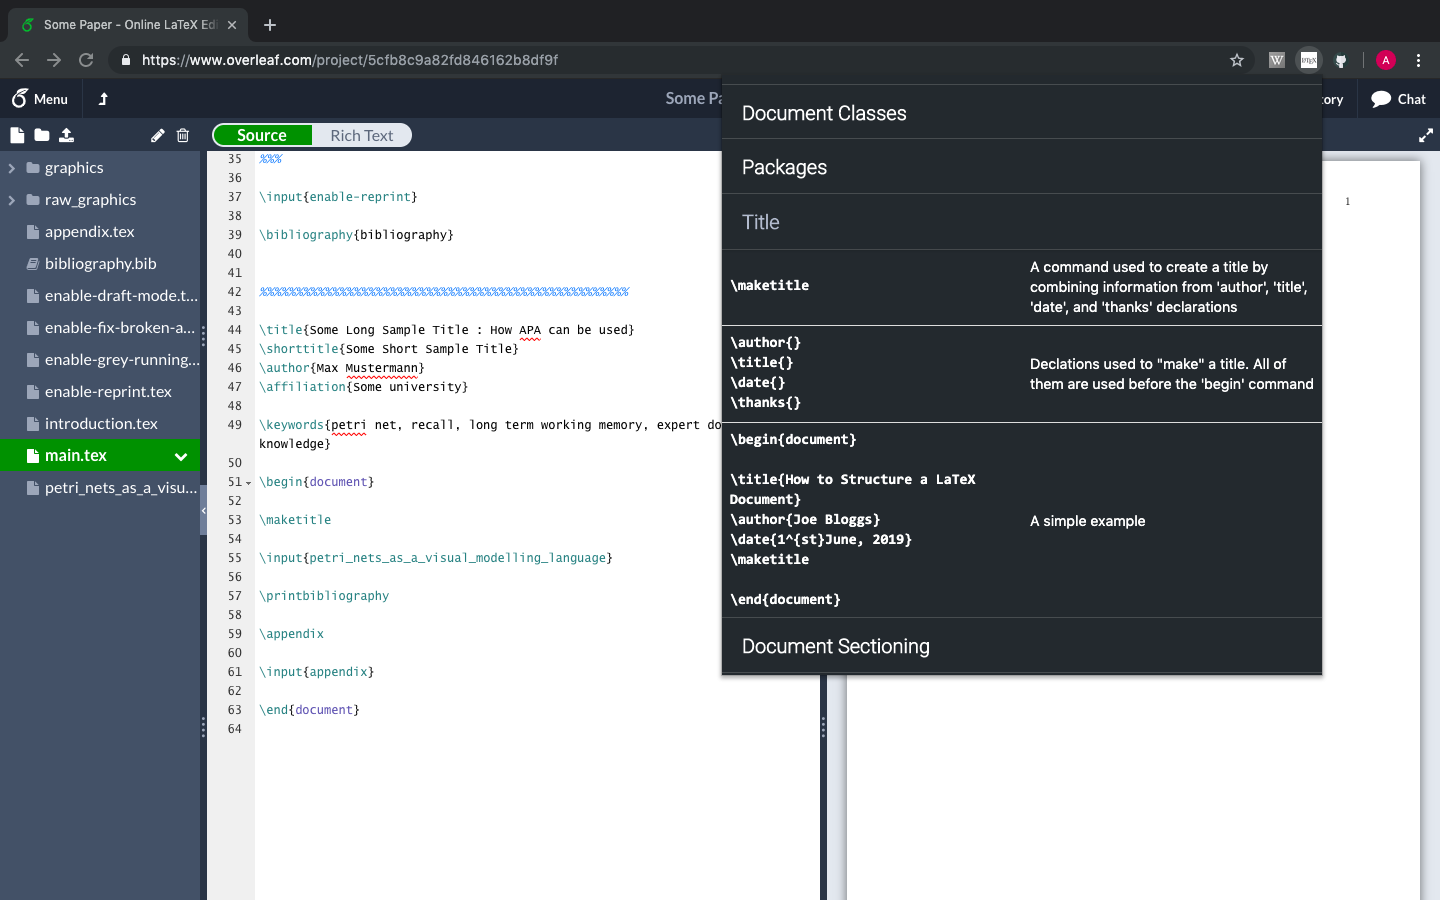 Some Paper - Online LaTeX Edi
https://www.overleaf.com/project/5cfb8c9a82fd846162b8df9f
W
A
Menu
Some Pa
ory
Chat
Source
Rich Text
graphics
raw_graphics
appendix.tex
bibliography.bib
enable-draft-mode.t...
enable-fix-broken-a...
enable-grey-running...
enable-reprint.tex
introduction.tex
main.tex
petri_nets_as_a_visu...
35 %%%
36
37 \input{enable-reprint}
38
39 \bibliography{bibliography}
40
41
42 %%%%%%%%%%%%%%%%%%%%%%%%%%%%%%%%%%%%%%%%%%%%%%%%%%%
43
44 \title{Some Long Sample Title : How APA can be used}
45 \shorttitle{Some Short Sample Title}
46 \author{Max Mustermann}
47 \affiliation{Some university}
48
49 \keywords{petri net, recall, long term working memory, expert do
knowledge}
50
51 \begin{document}
52
53 \maketitle
54
55 \input{petri_nets_as_a_visual_modelling_language}
56
57 \printbibliography
58
59 \appendix
60
61 \input{appendix}
62
63 \end{document}
64
Document Classes
Packages
Title
\maketitle
A command used to create a title by
combining information from 'author', 'title',
'date', and 'thanks' declarations
\author{}
\title{}
\date{}
\thanks{}
Declations used to "make" a title. All of
them are used before the 'begin' command
\begin{document}
\title{How to Structure a LaTeX
Document}
\author{Joe Bloggs}
\date{1^{st}June, 2019}
\maketitle
\end{document}
A simple example
Document Sectioning
1